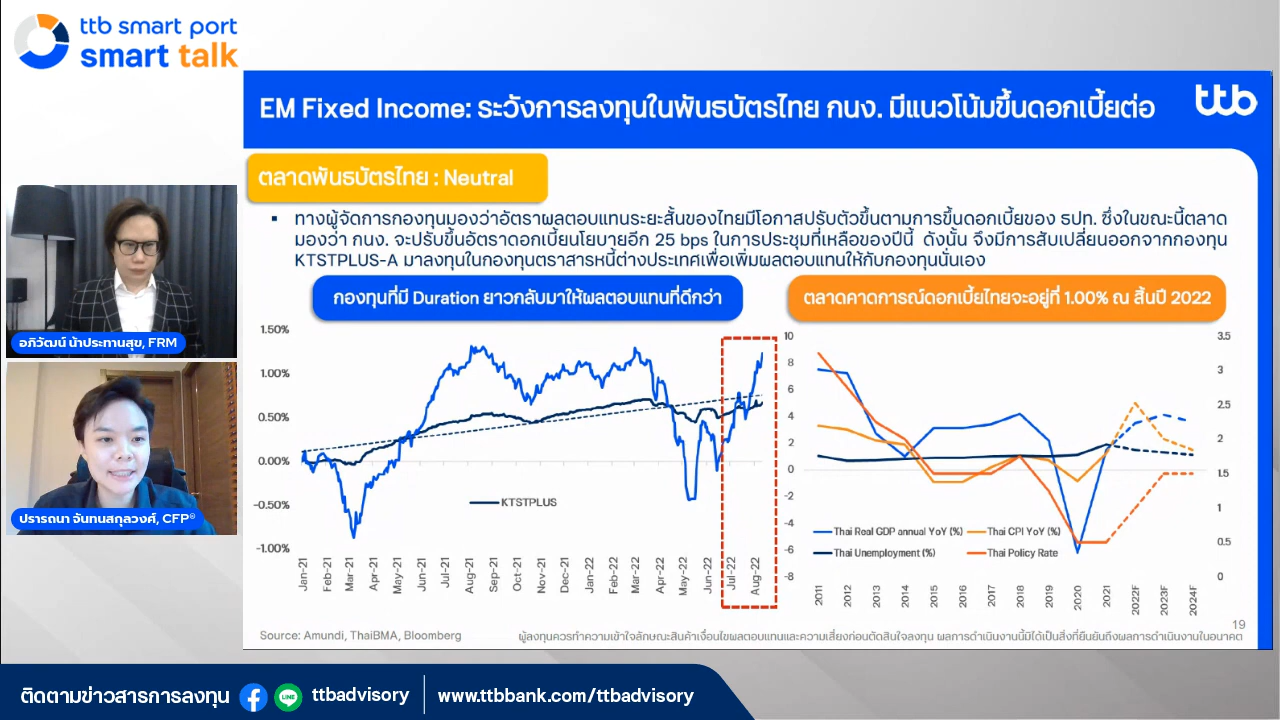 ttb smart port
smart talk
EM Fixed Income: ระวังการลงทุนในพันธบัตรไทย กนง. มีแนวโน้มขึ้นดอกเบี้ยต่อ
ttb
ตลาดพันธบัตรไทย : Neutral
▪ ทางผู้จัดการกองทุนมองว่าอัตราผลตอบแทนระยะสั้นของไทยมีโอกาสปรับตัวขึ้นตามการขึ้นดอกเบี้ยของ ธปท. ซึ่งในขณะนี้ตลาด
มองว่า กนง. จะปรับขึ้นอัตราดอกเบี้ยนโยบายอีก 25 bps ในการประชุมที่เหลือของปีนี้ ดังนั้น จึงมีการสับเปลี่ยนออกจากกองทุน
KTSTPLUS-A มาลงทุนในกองทุนตราสารหนี้ต่างประเทศเพื่อเพิ่มผลตอบแทนให้กับกองทุนนั่นเอง
กองทุนที่มี Duration ยาวกลับมาให้ผลตอบแทนที่ดีกว่า
1.50%
1.00%
0.50%
0.00%
-0.50%
-1.00%
KTSTPLUS
Jan-21 Feb-21 Mar-21 Apr-21 May-21 Jun-21 Jul-21 Aug-21 Sep-21 Oct-21 Nov-21 Dec-21 Jan-22 Feb-22 Mar-22 Apr-22 May-22 Jun-22 Jul-22 Aug-22
ตลาดคาดการณ์ดอกเบี้ยไทยจะอยู่ที่ 1.00% ณ สิ้นปี 2022
10
8
6
4
2
0
-2
-4
-6
-8
3.5
3
2.5
2
1.5
1
0.5
0
Thai Real GDP annual YoY (%) Thai CPI YoY (%)
Thai Unemployment (%) Thai Policy Rate
2011 2012 2013 2014 2015 2016 2017 2018 2019 2020 2021 2022F 2023F 2024F
Source: Amundi, ThaiBMA, Bloomberg
ผู้ลงทุนควรทำความเข้าใจลักษณะสินค้าเงื่อนไขผลตอบแทนและความเสี่ยงก่อนตัดสินใจลงทุน ผลการดำเนินงานนี้มิได้เป็นสิ่งที่ยืนยันถึงผลการดำเนินงานในอนาคต
19
อภิวัฒน์ น้าประทานสุข, FRM
ปรารถนา จันทนสกุลวงศ์, CFP®
ติดตามข่าวสารการลงทุน
LINE
ttbadvisory
www.ttbbank.com/ttbadvisory